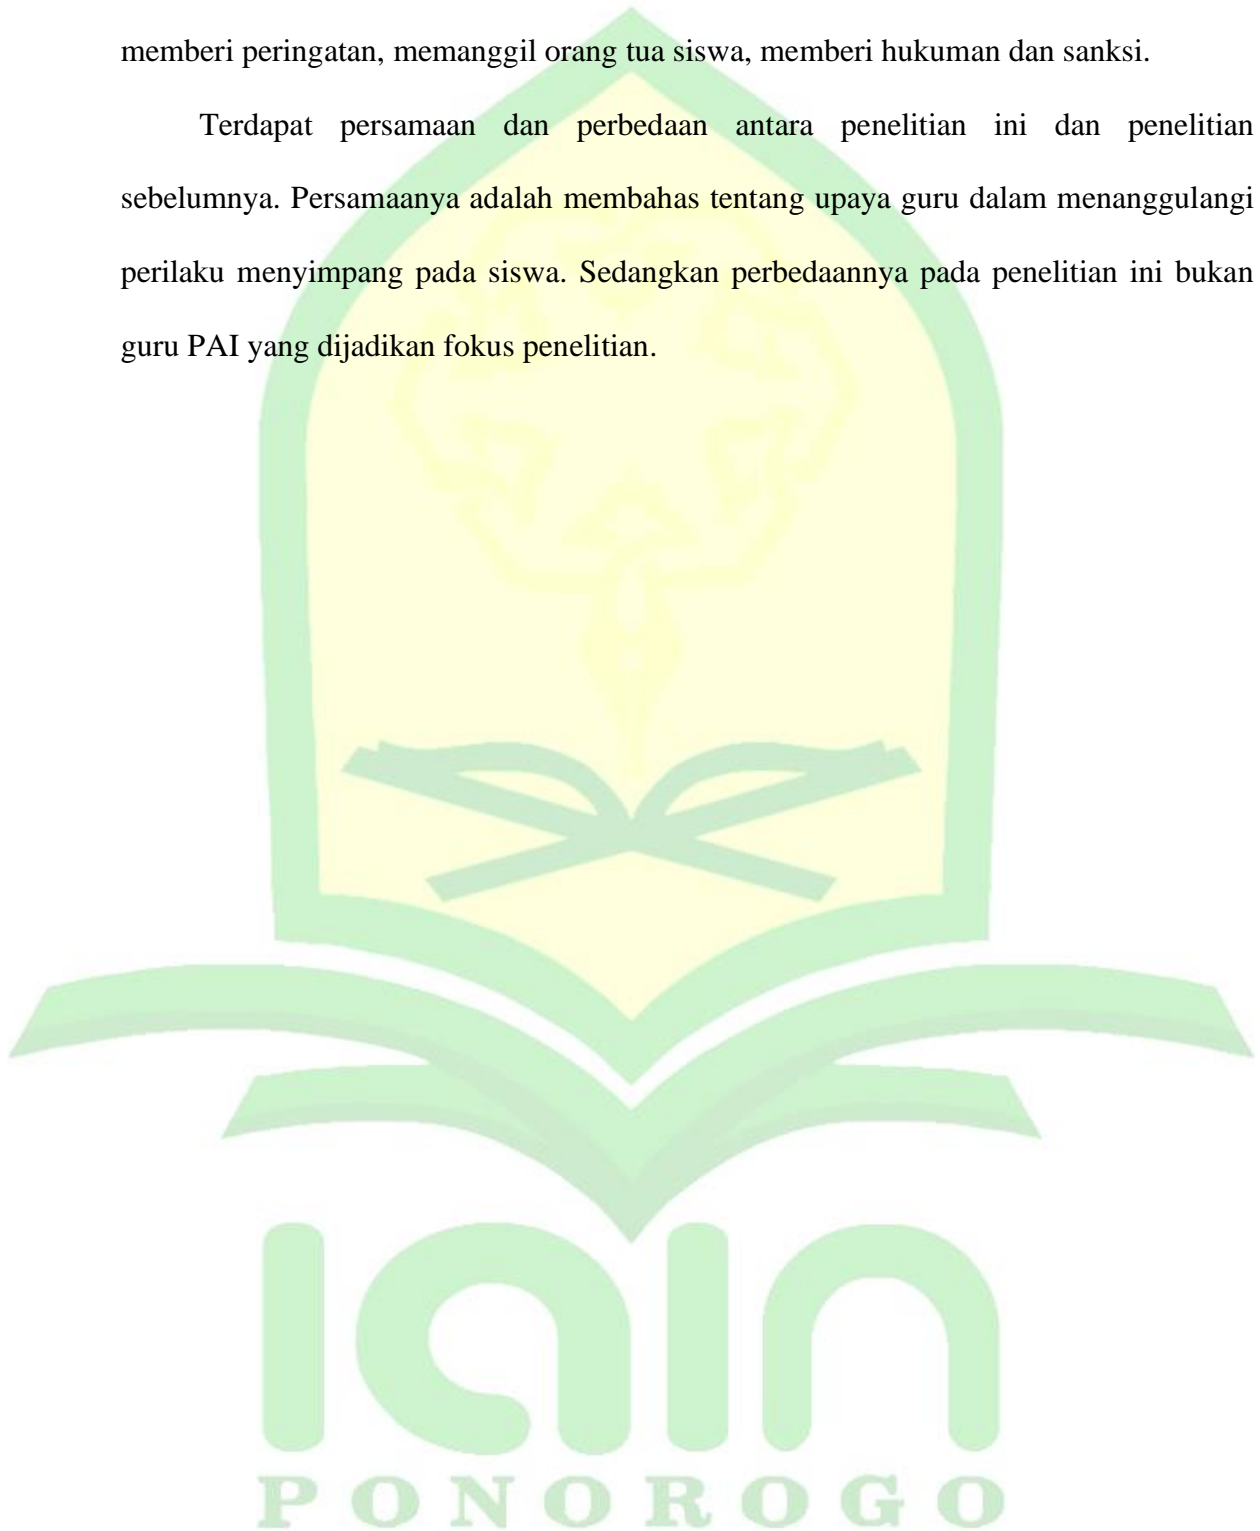 memberi peringatan, memanggil orang tua siswa, memberi hukuman dan sanksi.
Terdapat persamaan dan perbedaan antara penelitian ini dan penelitian
sebelumnya. Persamaanya adalah membahas tentang upaya guru dalam menanggulangi
perilaku menyimpang pada siswa. Sedangkan perbedaannya pada penelitian ini bukan
guru PAI yang dijadikan fokus penelitian.
iain
PONOROGO